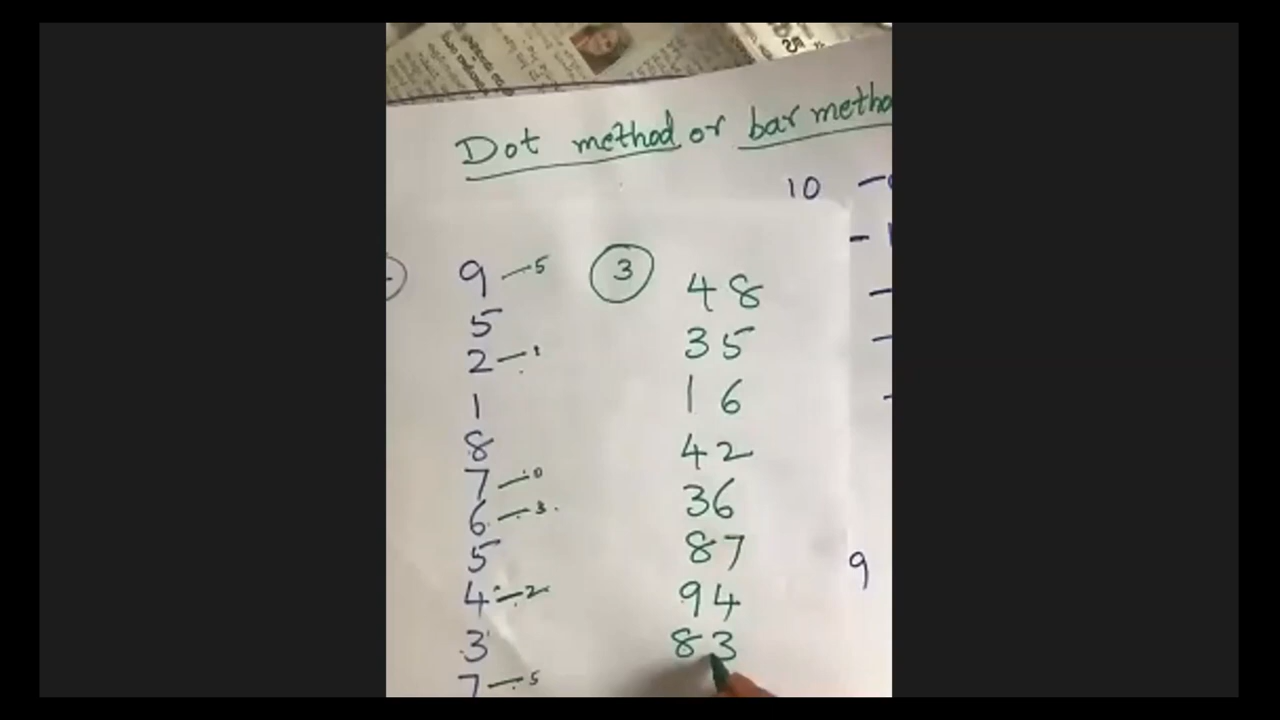 Dot method or bar metho
10 –
9 — 5
5
2 — 1
1
8
7 — 0
6 — 3
5
4 — 2
3
7 — 5
3
48
35
16
42
36
87
94
83
9